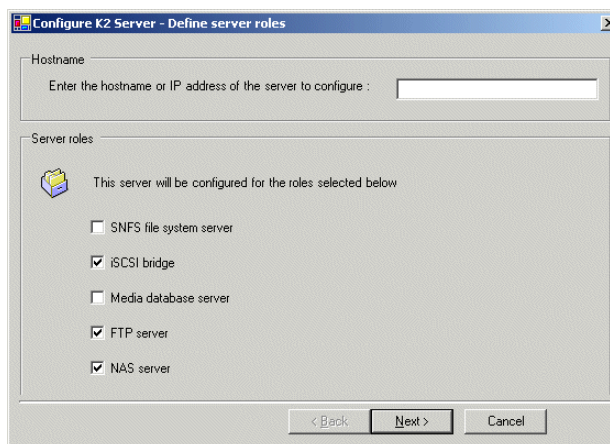 Configure K2 Server - Define server roles
Hostname
Enter the hostname or IP address of the server to configure :
Server roles
This server will be configured for the roles selected below
SNFS file system server
iSCSI bridge
Media database server
FTP server
NAS server
< Back
Next >
Cancel